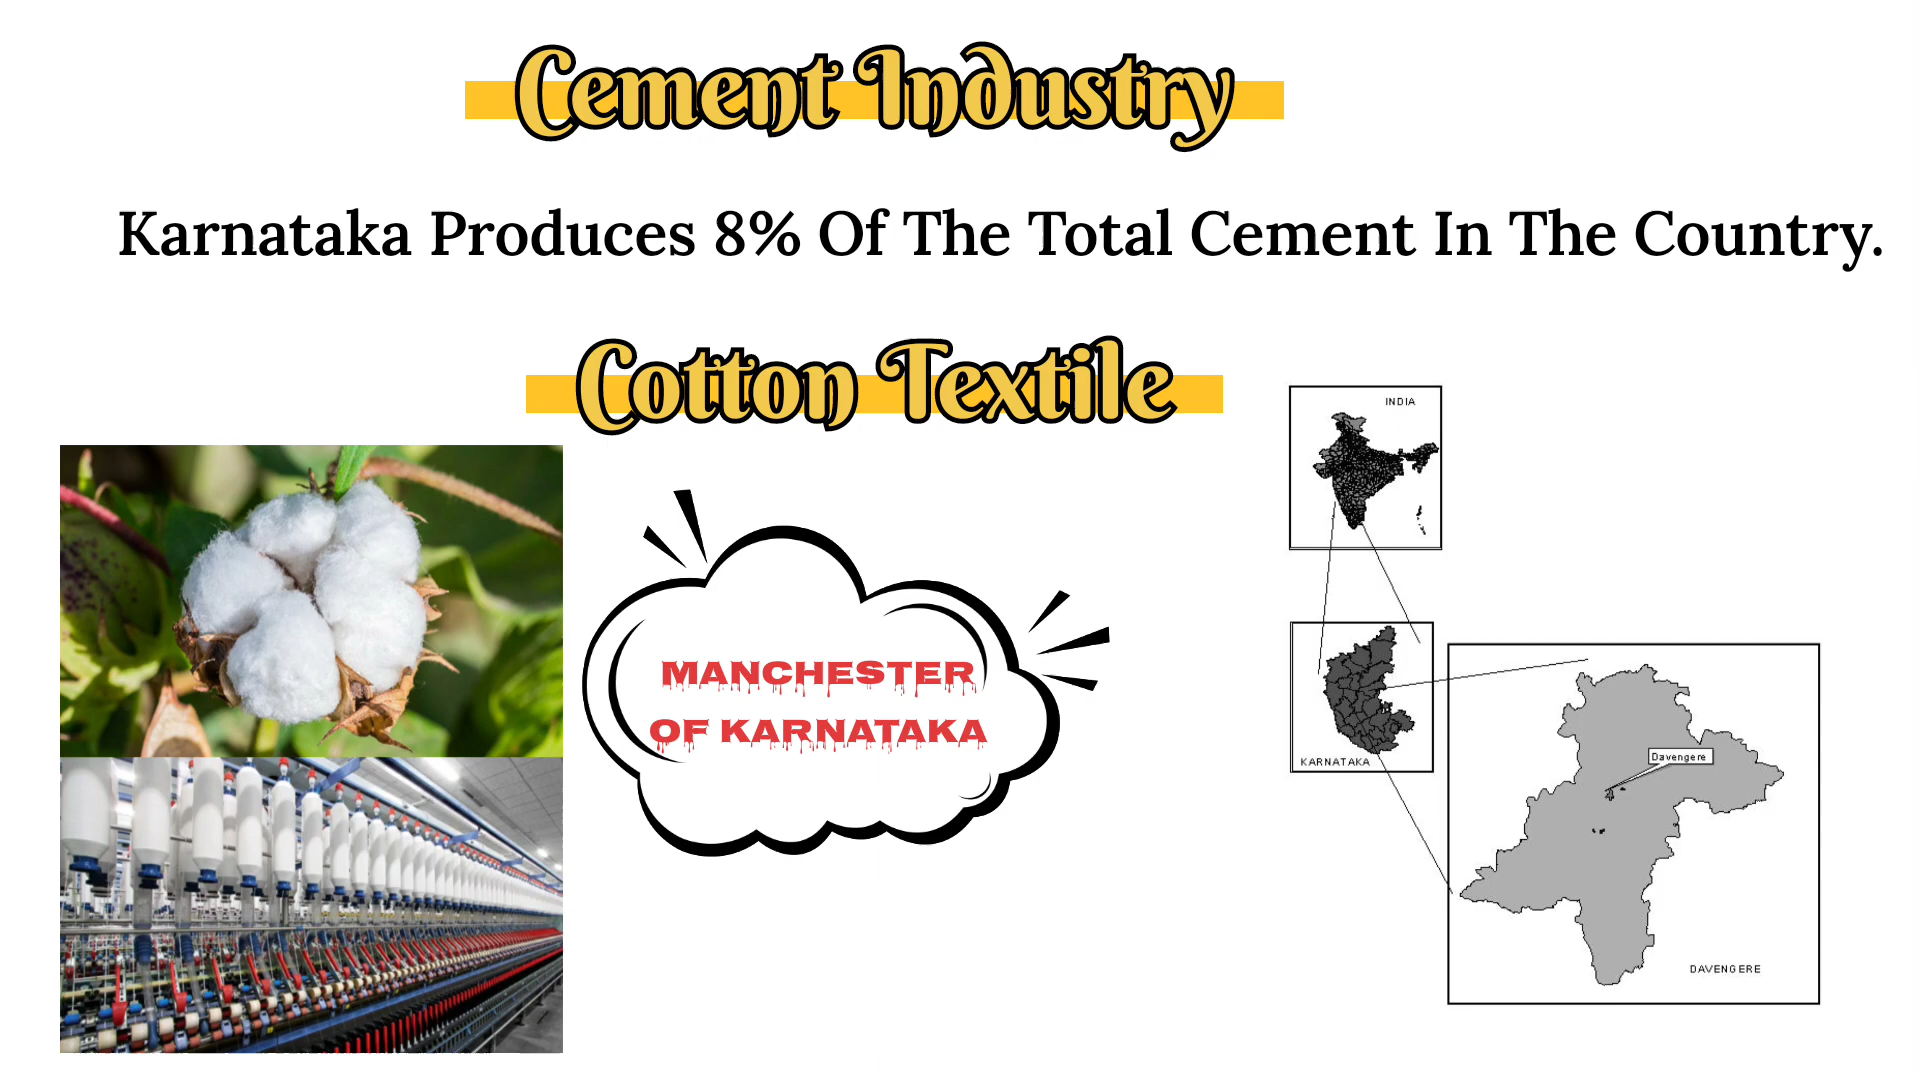 Cement Industry
Karnataka Produces 8% Of The Total Cement In The Country.
Cotton Textile
INDIA
MANCHESTER
OF KARNATAKA
KARNATAKA
Davengere
DAVENGERE